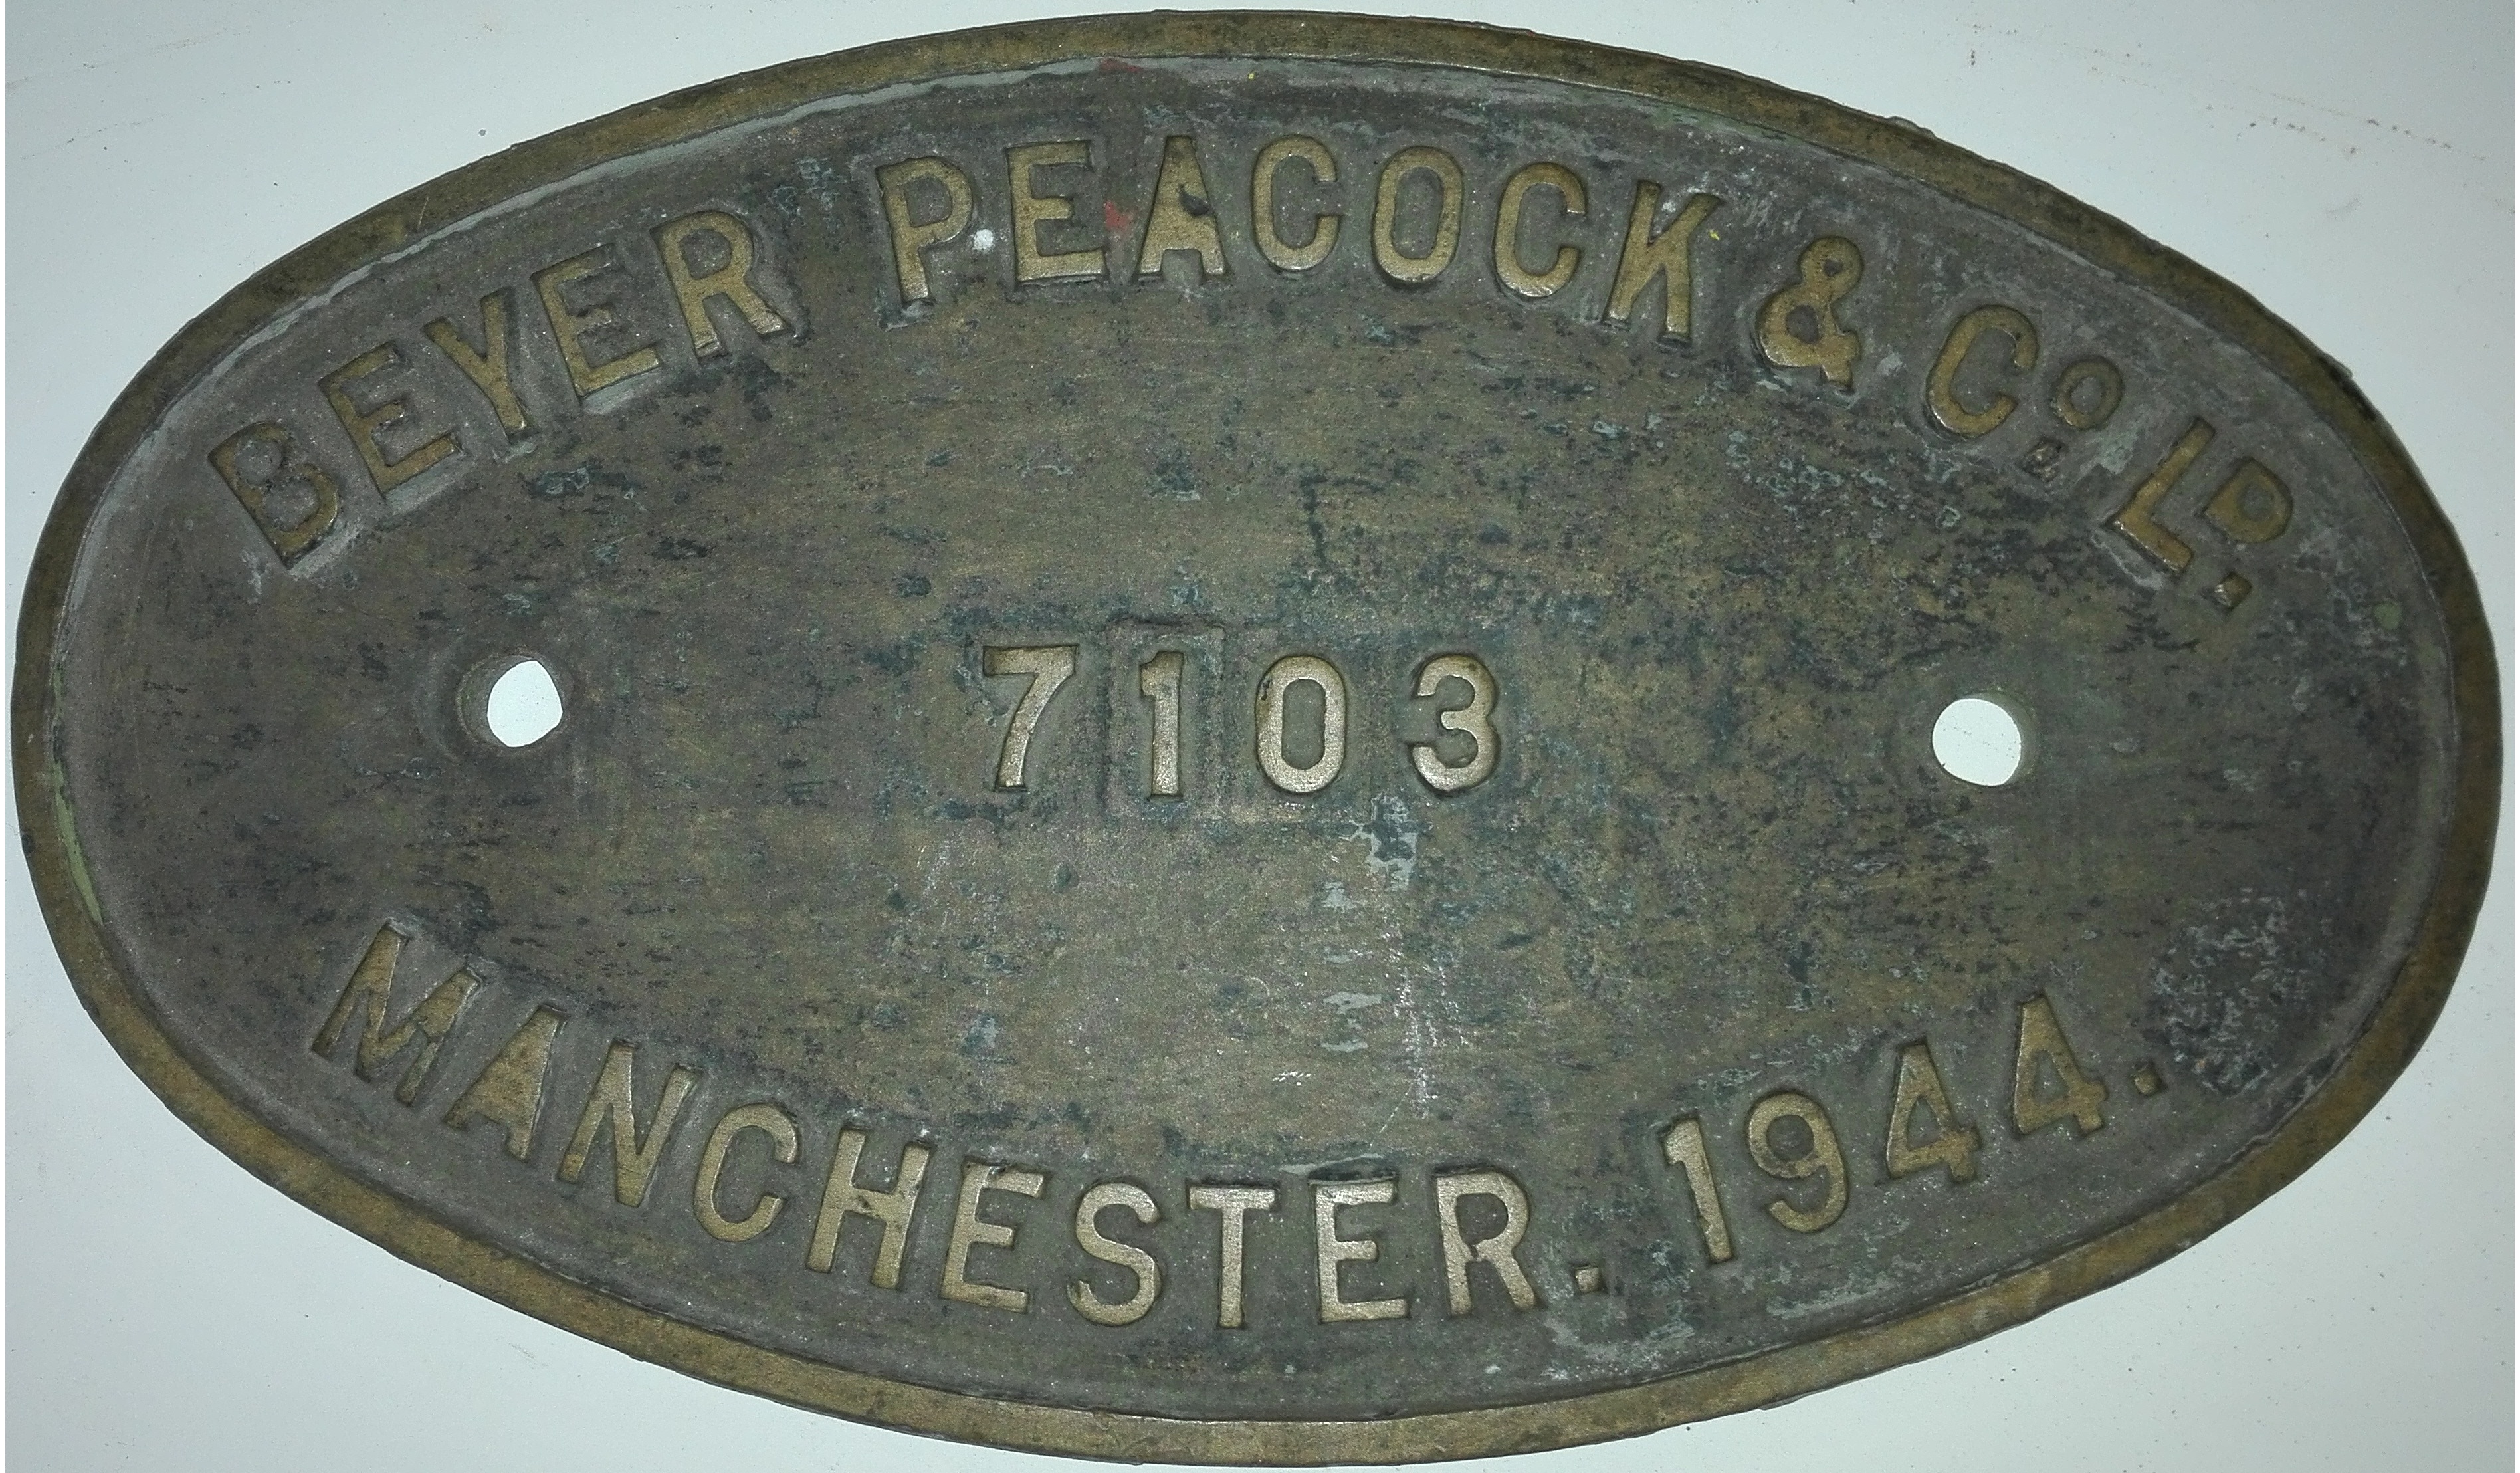 BEYER PEACOCK & Co. LD.
7103
MANCHESTER. 1944.